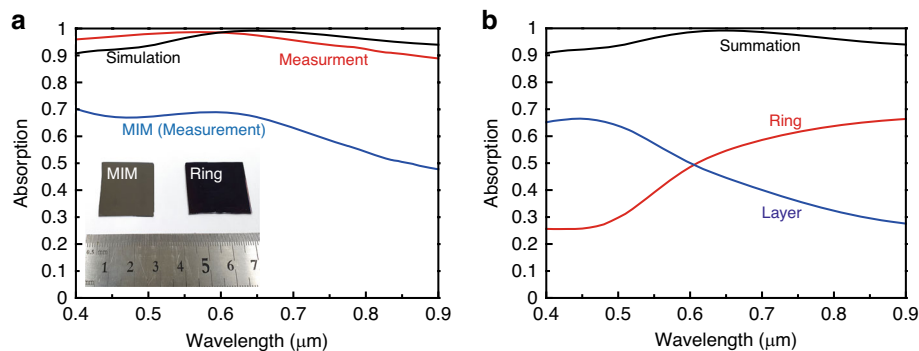 a
Absorption
1
0.9
0.8
0.7
0.6
0.5
0.4
0.3
0.2
0.1
0
Simulation
Measurment
MIM (Measurement)
MIM
Ring
1 2 3 4 5 6 7
0.4 0.5 0.6 0.7 0.8 0.9
Wavelength (μm)
b
Absorption
1
0.9
0.8
0.7
0.6
0.5
0.4
0.3
0.2
0.1
0
Summation
Ring
Layer
0.4 0.5 0.6 0.7 0.8 0.9
Wavelength (μm)